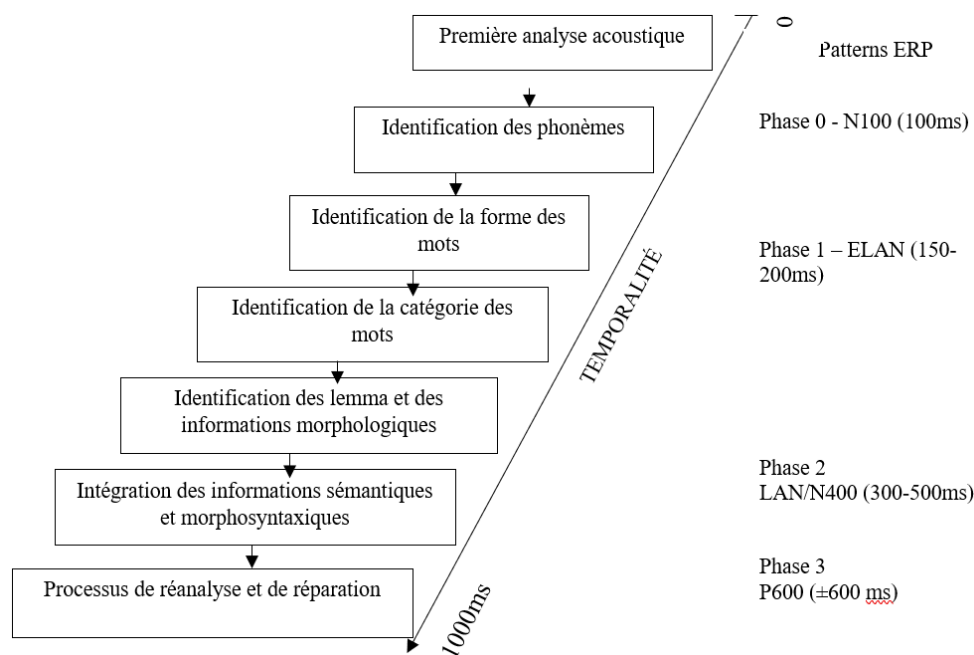 Première analyse acoustique
0
Patterns ERP
Identification des phonèmes
Phase 0 - N100 (100ms)
Identification de la forme des
mots
Phase 1 – ELAN (150-
200ms)
Identification de la catégorie des
mots
TEMPORALITÉ
Identification des lemma et des
informations morphologiques
Intégration des informations sémantiques
et morphosyntaxiques
Phase 2
LAN/N400 (300-500ms)
Processus de réanalyse et de réparation
Phase 3
P600 (±600 ms)
1000ms